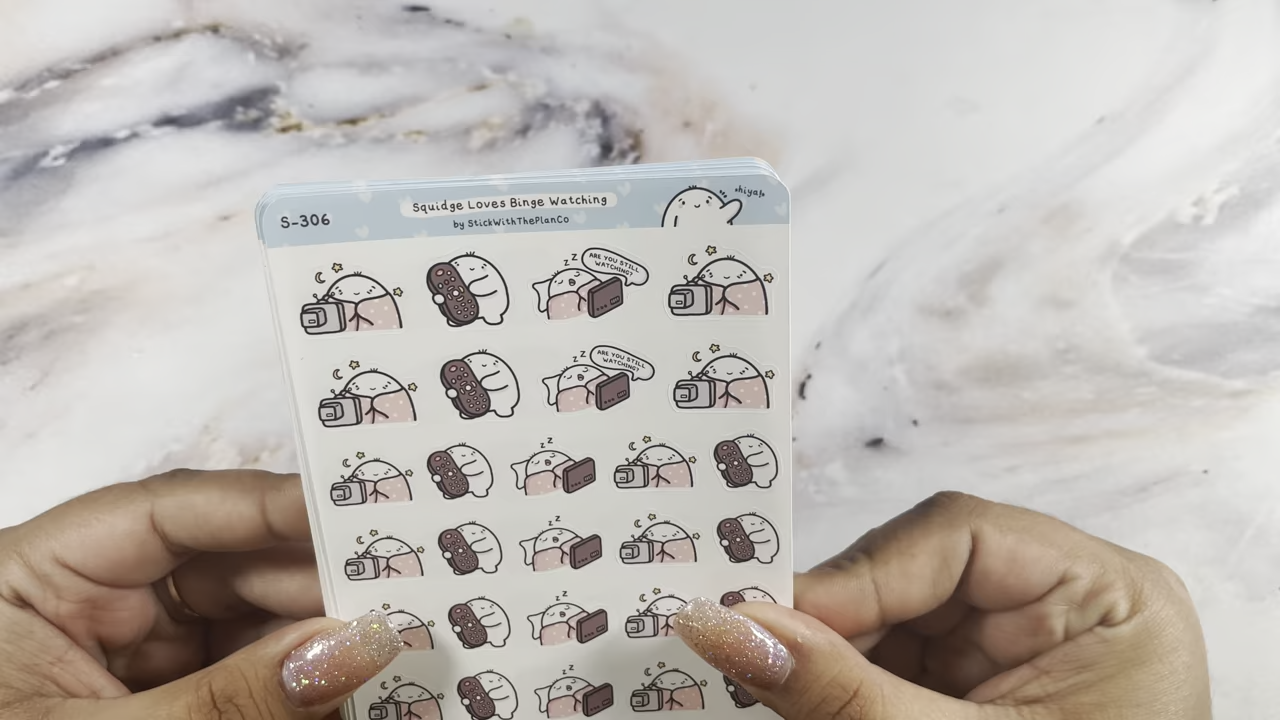 S-306
Squidge Loves Binge Watching
by StickWithThePlanCo
hiya!
z z
ARE YOU STILL
WATCHING?
z z
ARE YOU STILL
WATCHING?
z z
z z
z z
z z